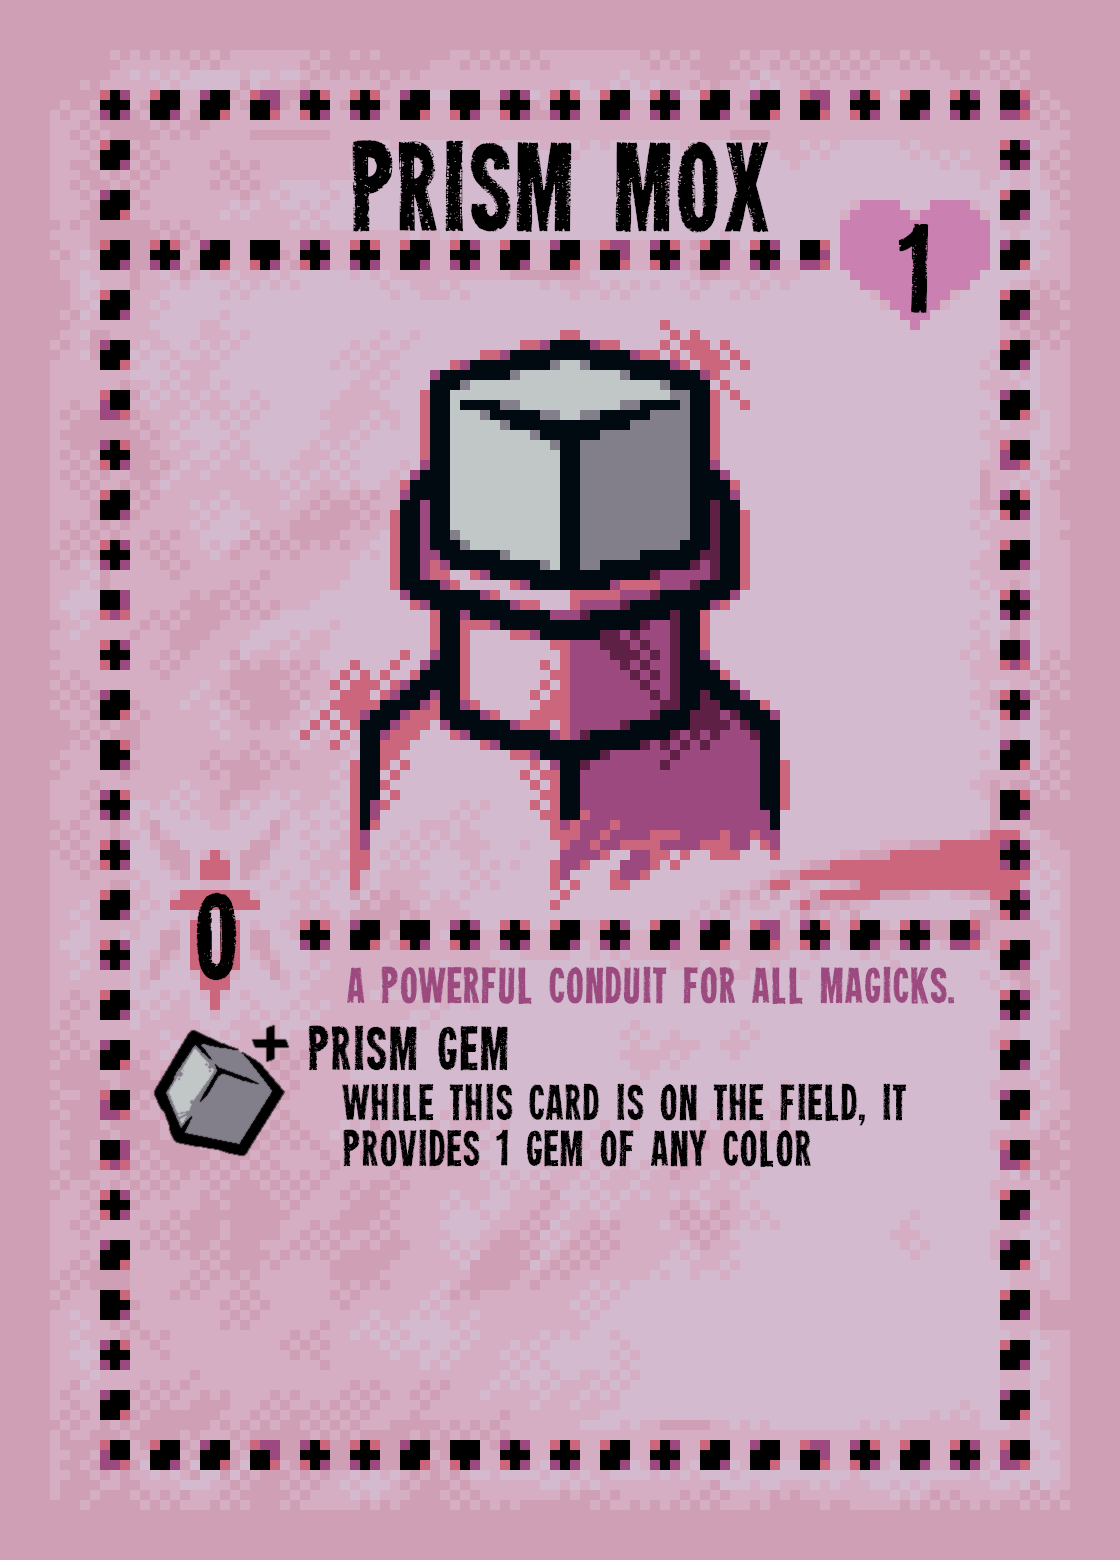 PRISM MOX
1
0
A POWERFUL CONDUIT FOR ALL MAGICKS.
+ PRISM GEM
WHILE THIS CARD IS ON THE FIELD, IT
PROVIDES 1 GEM OF ANY COLOR